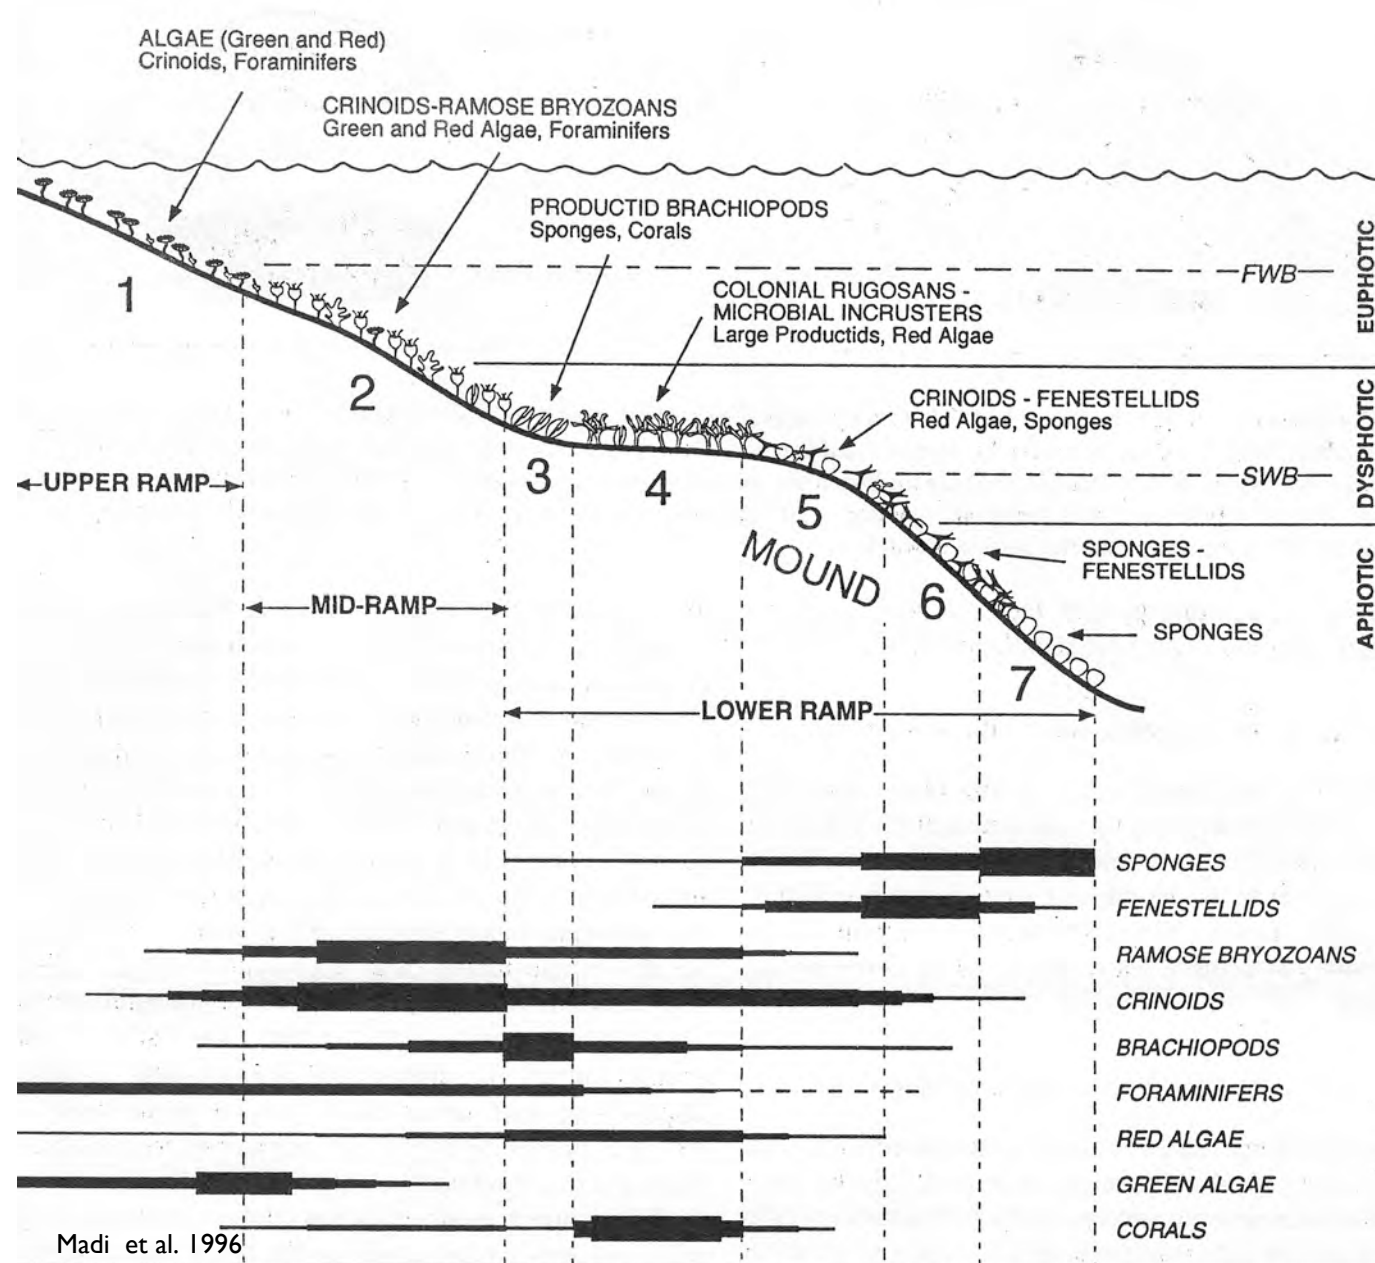 ALGAE (Green and Red)
Crinoids, Foraminifers
CRINOIDS-RAMOSE BRYOZOANS
Green and Red Algae, Foraminifers
PRODUCTID BRACHIOPODS
Sponges, Corals
FWB
EUPHOTIC
COLONIAL RUGOSANS -
MICROBIAL INCRUSTERS
Large Productids, Red Algae
1
2
CRINOIDS - FENESTELLIDS
Red Algae, Sponges
DYSPHOTIC
UPPER RAMP
3
4
SWB
5
MOUND
SPONGES -
FENESTELLIDS
APHOTIC
MID-RAMP
6
SPONGES
7
LOWER RAMP
SPONGES
FENESTELLIDS
RAMOSE BRYOZOANS
CRINOIDS
BRACHIOPODS
FORAMINIFERS
RED ALGAE
GREEN ALGAE
CORALS
Madi et al. 1996